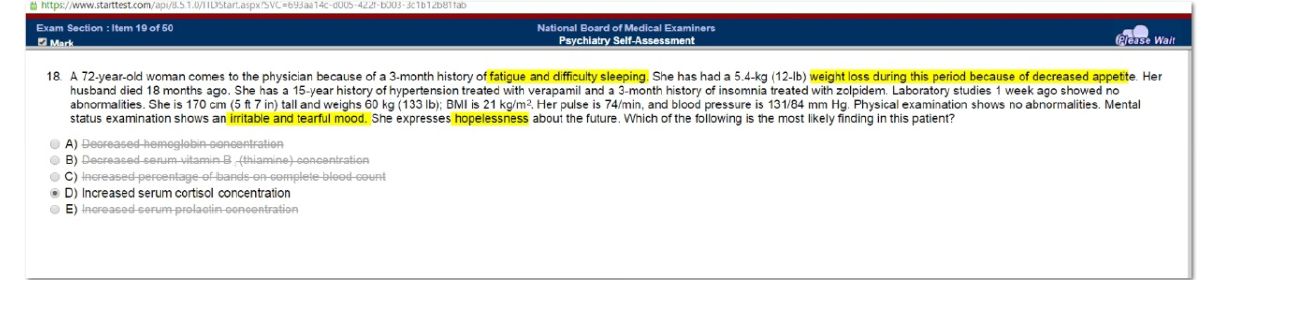 https://www.starttest.com/api/8.5.1.0/ITDStart.aspx?SVC=693aa14c-d005-422f-b003-3c1b12b81fab
Exam Section : Item 19 of 50
National Board of Medical Examiners
Mark
Psychiatry Self-Assessment
Please Wait
18. A 72-year-old woman comes to the physician because of a 3-month history of fatigue and difficulty sleeping. She has had a 5.4-kg (12-lb) weight loss during this period because of decreased appetite. Her
husband died 18 months ago. She has a 15-year history of hypertension treated with verapamil and a 3-month history of insomnia treated with zolpidem. Laboratory studies 1 week ago showed no
abnormalities. She is 170 cm (5 ft 7 in) tall and weighs 60 kg (133 lb); BMI is 21 kg/m². Her pulse is 74/min, and blood pressure is 131/84 mm Hg. Physical examination shows no abnormalities. Mental
status examination shows an irritable and tearful mood. She expresses hopelessness about the future. Which of the following is the most likely finding in this patient?
A) Decreased hemoglobin concentration
B) Decreased serum vitamin B (thiamine) concentration
C) Increased percentage of bands on complete blood count
D) Increased serum cortisol concentration
E) Increased serum prolactin concentration